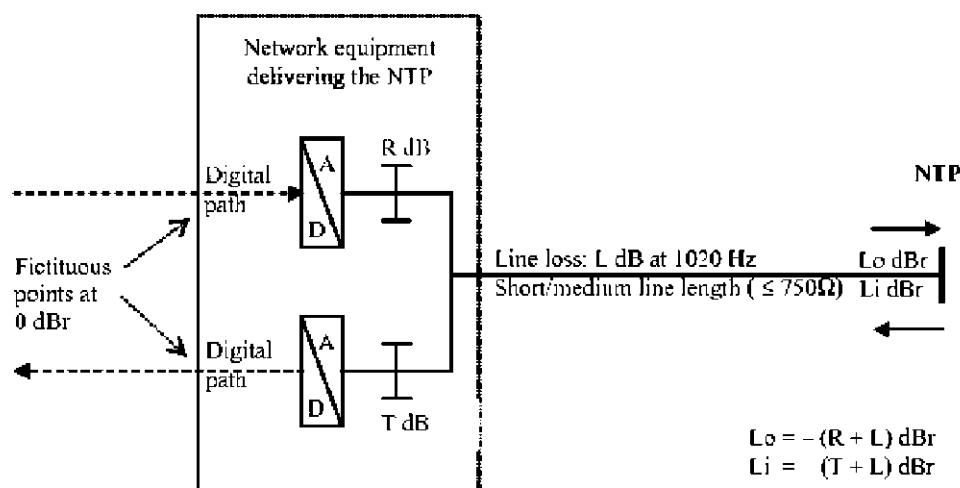 Network equipment
delivering the NTP
R dB
A
D
Digital
path
NTP
Fictituous
points at
0 dBr
Line loss: L dB at 1020 Hz
Short/medium line length ( ≤ 750Ω)
Lo dBr
Li dBr
Digital
path
A
D
T dB
Lo = – (R + L) dBr
Li = (T + L) dBr